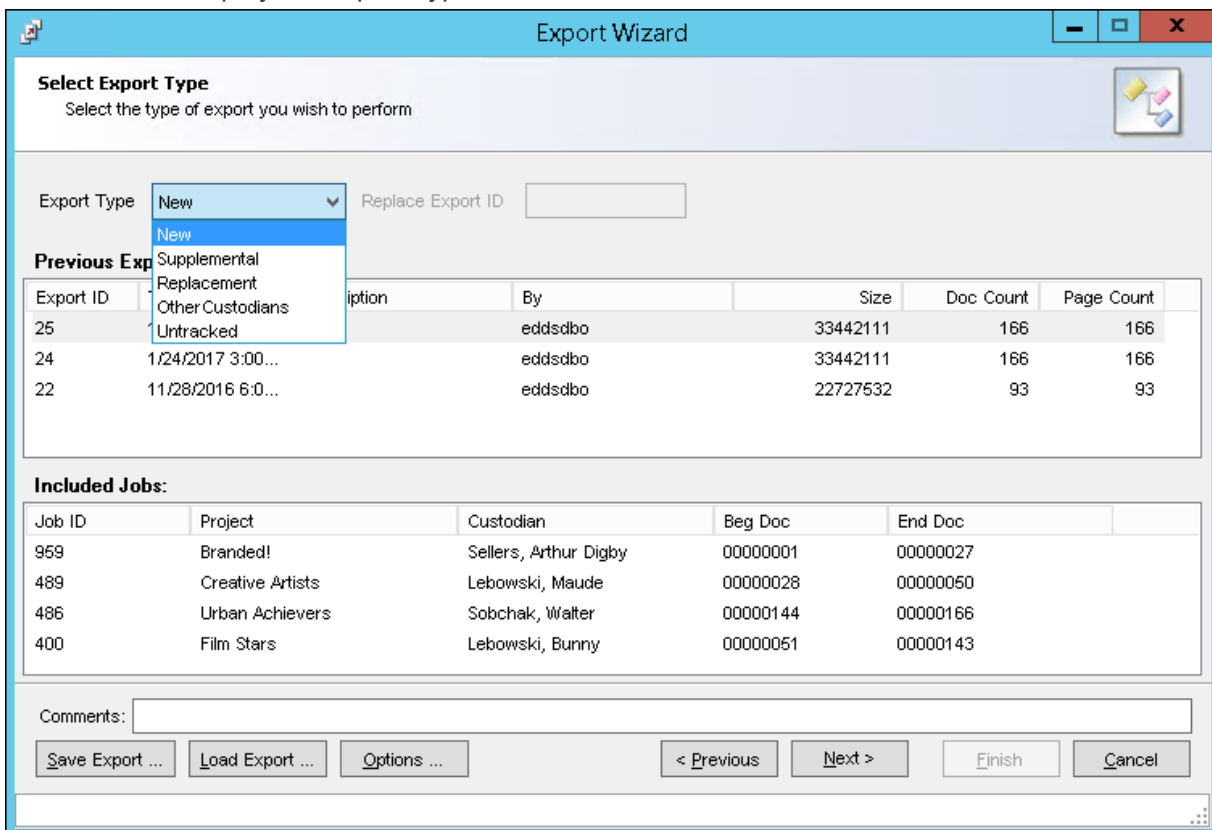 Export Wizard
Select Export Type
Select the type of export you wish to perform
Export Type New Replace Export ID
New
Supplemental
Replacement
Other Custodians
Untracked
Previous Exp
Export ID iption By Size Doc Count Page Count
25 eddsdbo 33442111 166 166
24 1/24/2017 3:00... eddsdbo 33442111 166 166
22 11/28/2016 6:0... eddsdbo 22727532 93 93
Included Jobs:
Job ID Project Custodian Beg Doc End Doc
959 Branded! Sellers, Arthur Digby 00000001 00000027
489 Creative Artists Lebowski, Maude 00000028 00000050
486 Urban Achievers Sobchak, Walter 00000144 00000166
400 Film Stars Lebowski, Bunny 00000051 00000143
Comments:
Save Export ... Load Export ... Options ... < Previous Next > Finish Cancel